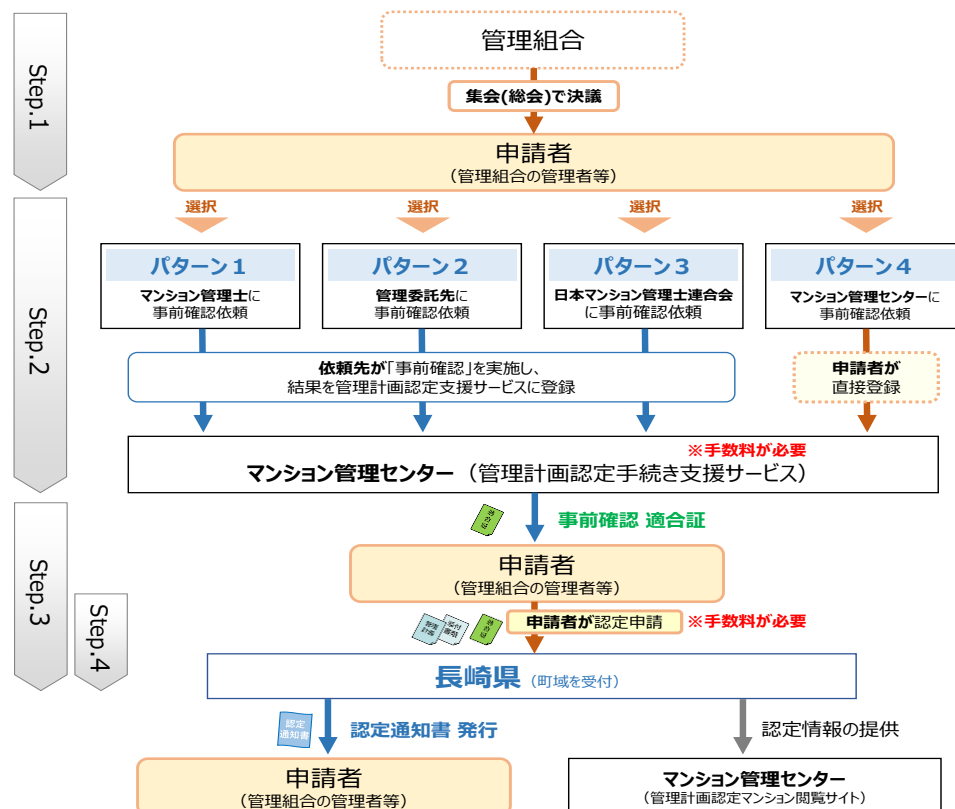 Step.1
管理組合
集会(総会)で決議
申請者
(管理組合の管理者等)
選択
選択
選択
選択
Step.2
パターン１
マンション管理士に
事前確認依頼
パターン２
管理委託先に
事前確認依頼
パターン３
日本マンション管理士連合会
に事前確認依頼
パターン４
マンション管理センターに
事前確認依頼
依頼先が｢事前確認｣を実施し、
結果を管理計画認定支援サービスに登録
申請者が
直接登録
※手数料が必要
マンション管理センター（管理計画認定手続き支援サービス）
適合証
事前確認 適合証
Step.3
申請者
(管理組合の管理者等)
Step.4
添付書類
適合証
申請者が認定申請
※手数料が必要
長崎県（町域を受付）
認定
通知書
認定通知書 発行
認定情報の提供
申請者
(管理組合の管理者等)
マンション管理センター
(管理計画認定マンション閲覧サイト)